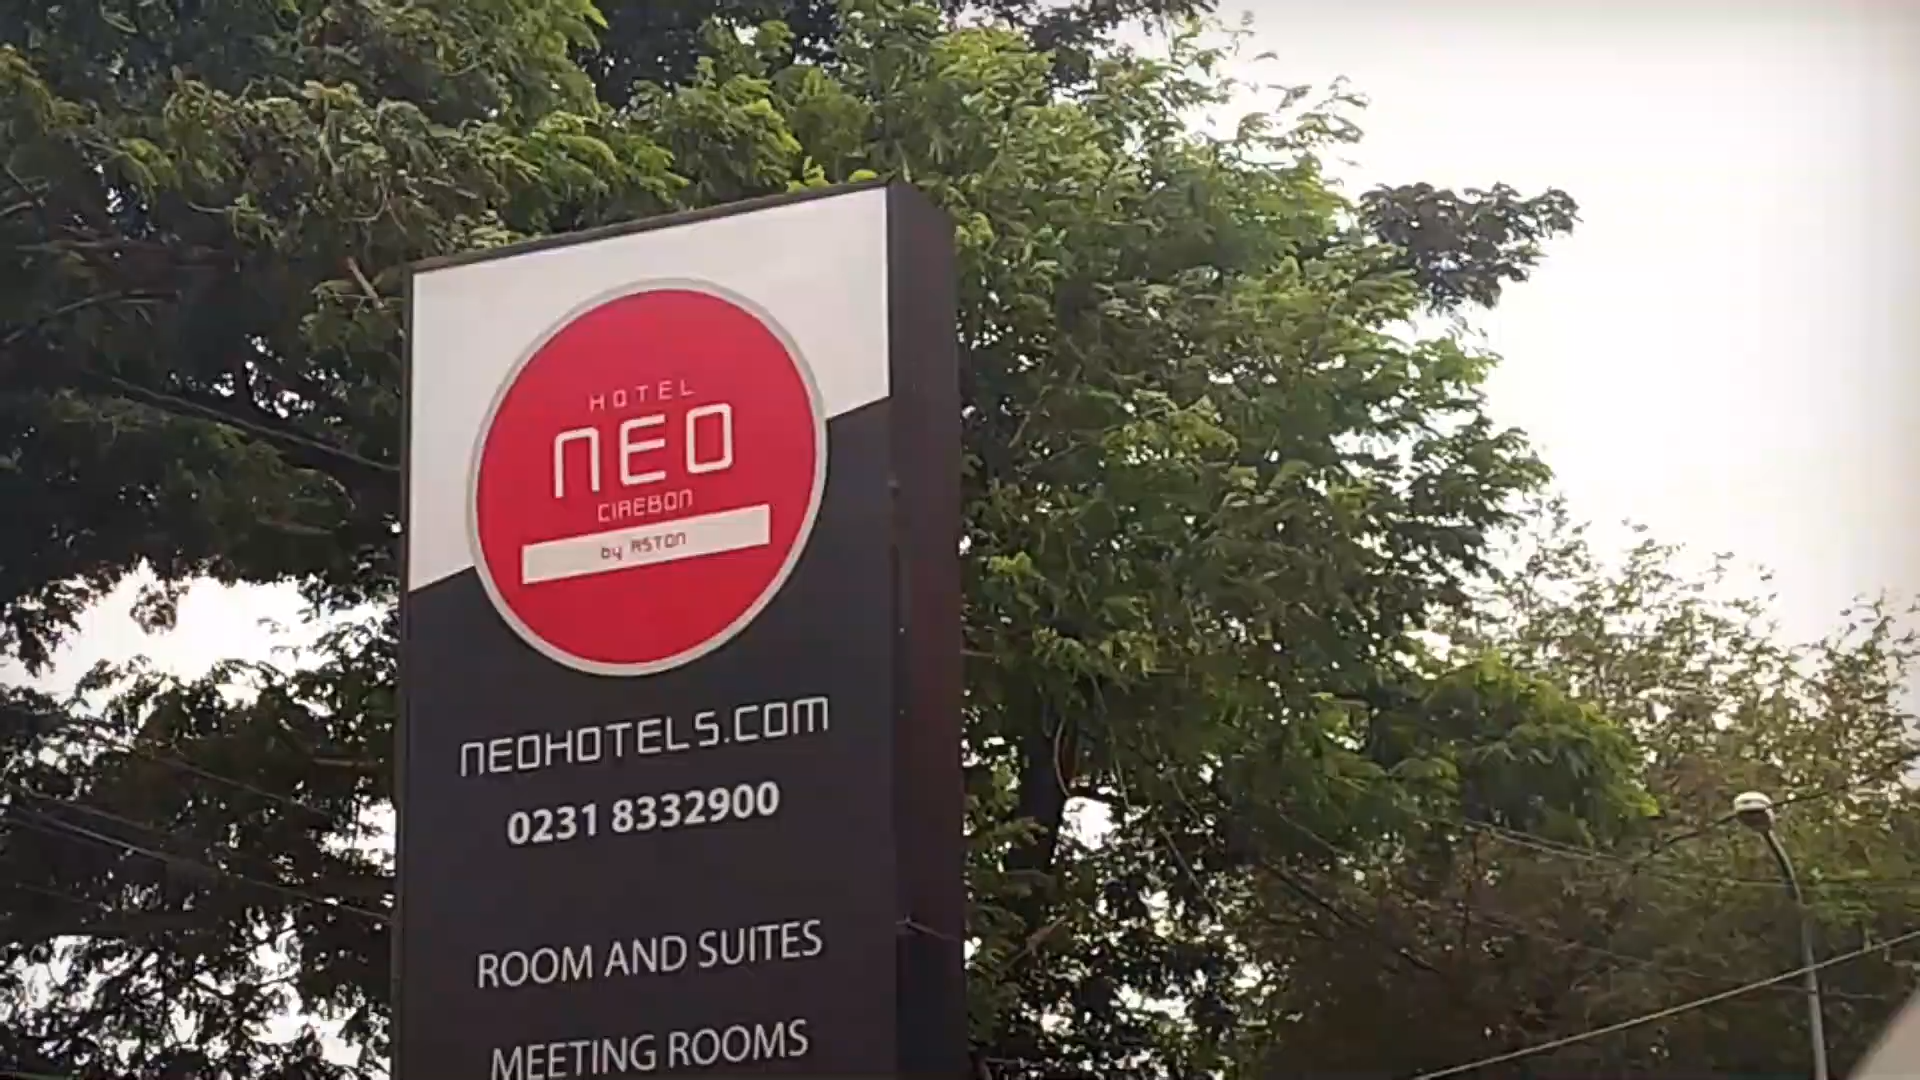 HOTEL
NEO
CIREBON
by ASTON
NEOHOTELS.COM
0231 8332900
ROOM AND SUITES
MEETING ROOMS